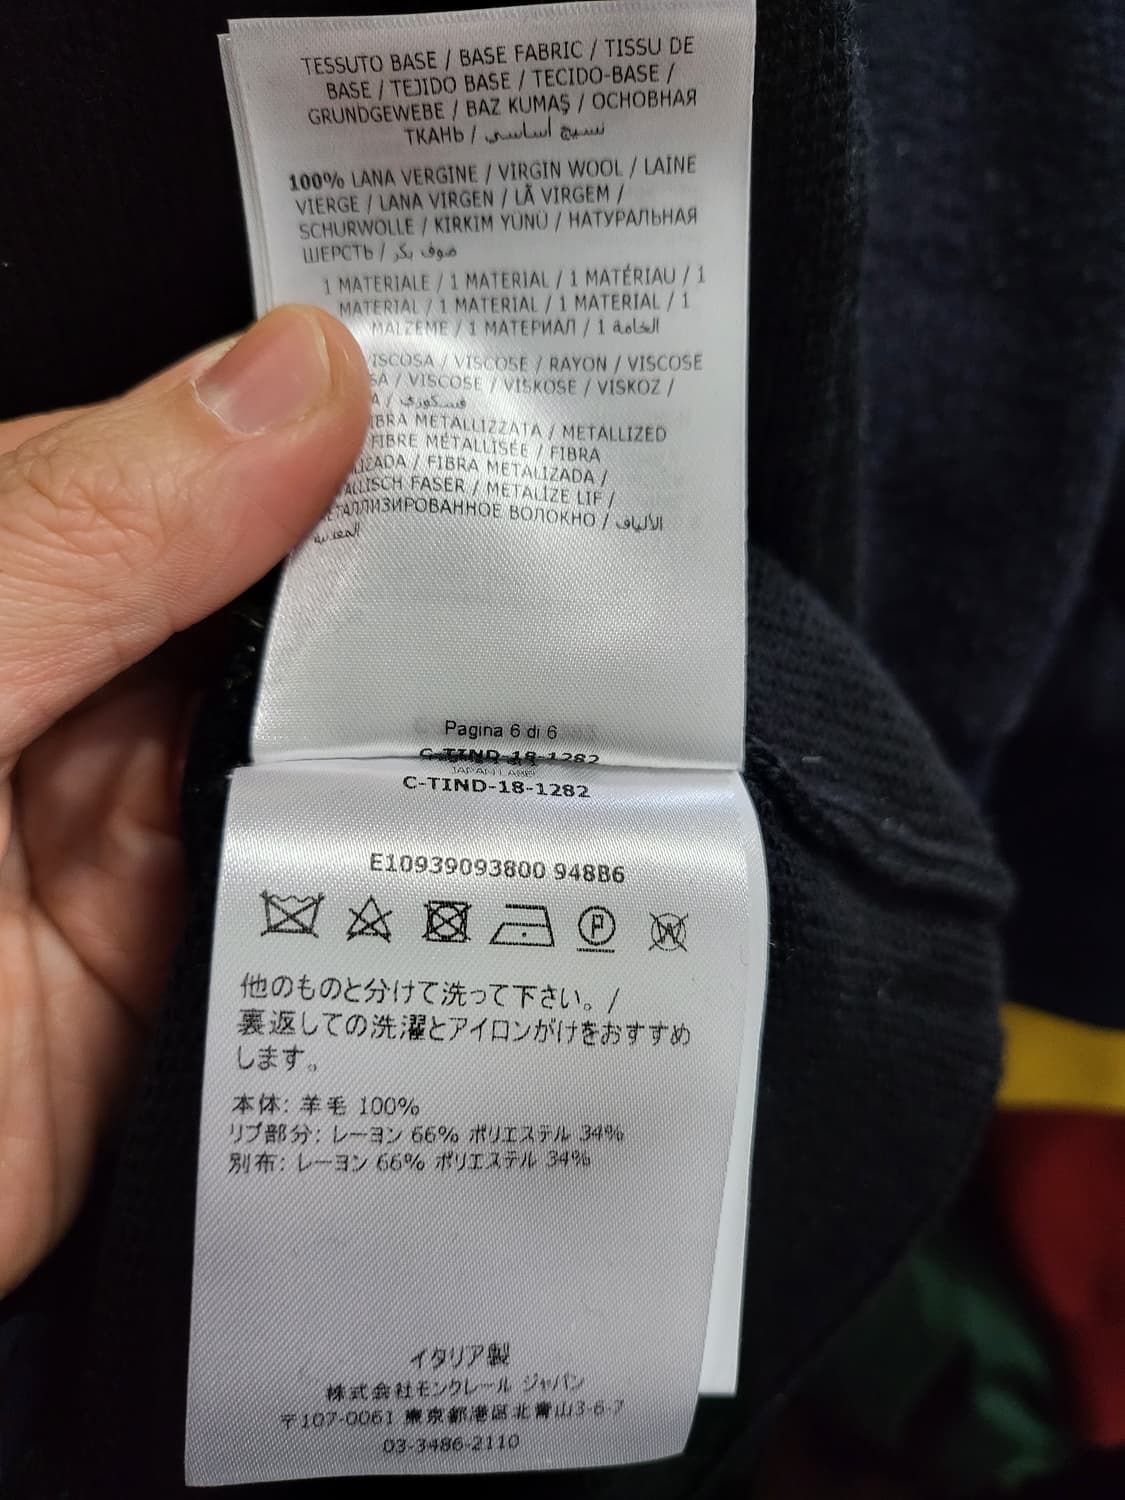 TESSUTO BASE / BASE FABRIC / TISSU DE
BASE / TEJIDO BASE / TECIDO-BASE /
GRUNDGEWEBE / BAZ KUMAŞ / ОСНОВНАЯ
ТКАНЬ / نسيج أساسي
100% LANA VERGINE / VIRGIN WOOL / LAINE
VIERGE / LANA VIRGEN / LÃ VIRGEM /
SCHURWOLLE / KIRKIM YÜNÜ / НАТУРАЛЬНАЯ
ШЕРСТЬ / صوف بكر
1 MATERIALE / 1 MATERIAL / 1 MATÉRIAU / 1
MATERIAL / 1 MATERIAL / 1 MATERIAL / 1
MALZEME / 1 МАТЕРИАЛ / 1 الخامة
ISCOSA / VISCOSE / RAYON / VISCOSE
SA / VISCOSE / VISKOSE / VISKOZ /
A / فسكوزي
BRA METALLIZZATA / METALLIZED
FIBRE MÉTALLISÉE / FIBRA
IZADA / FIBRA METALIZADA /
ALLISCH FASER / METALİZE LIF /
ЕТАЛЛИЗИРОВАННОЕ ВОЛОКНО / الألياف
المعدنية
Pagina 6 di 6
C-TIND-18-1282
JAPAN LABEL
C-TIND-18-1282
E10939093800 948B6
P W
他のものと分けて洗って下さい。/
裏返しての洗濯とアイロンがけをおすすめ
します。
本体: 羊毛 100%
リブ部分: レーヨン 66% ポリエステル 34%
別布: レーヨン 66% ポリエステル 34%
イタリア製
株式会社モンクレール ジャパン
〒107-0061 東京都港区北青山3-6-7
03-3486-2110